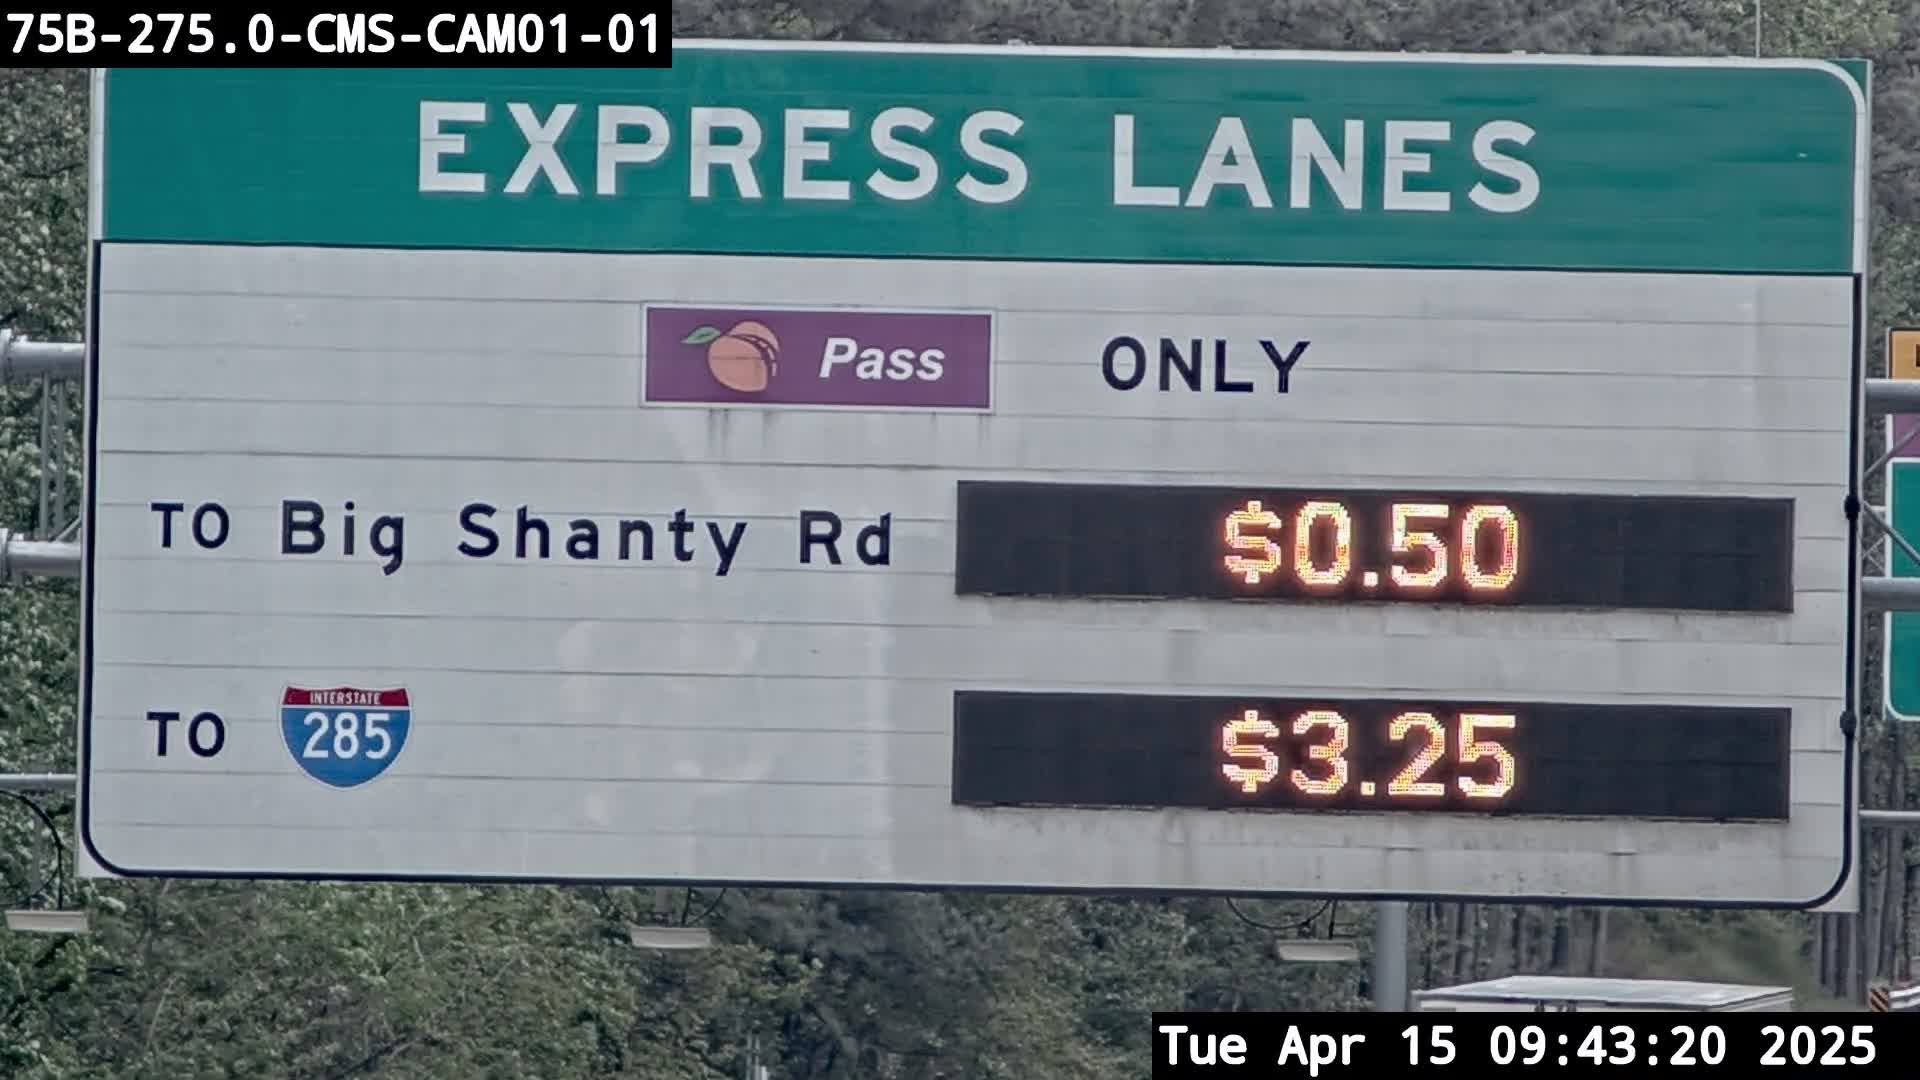 75B-275.0-CMS-CAM01-01
EXPRESS LANES
Pass ONLY
TO Big Shanty Rd $0.50
INTERSTATE
TO 285 $3.25
Tue Apr 15 09:43:20 2025